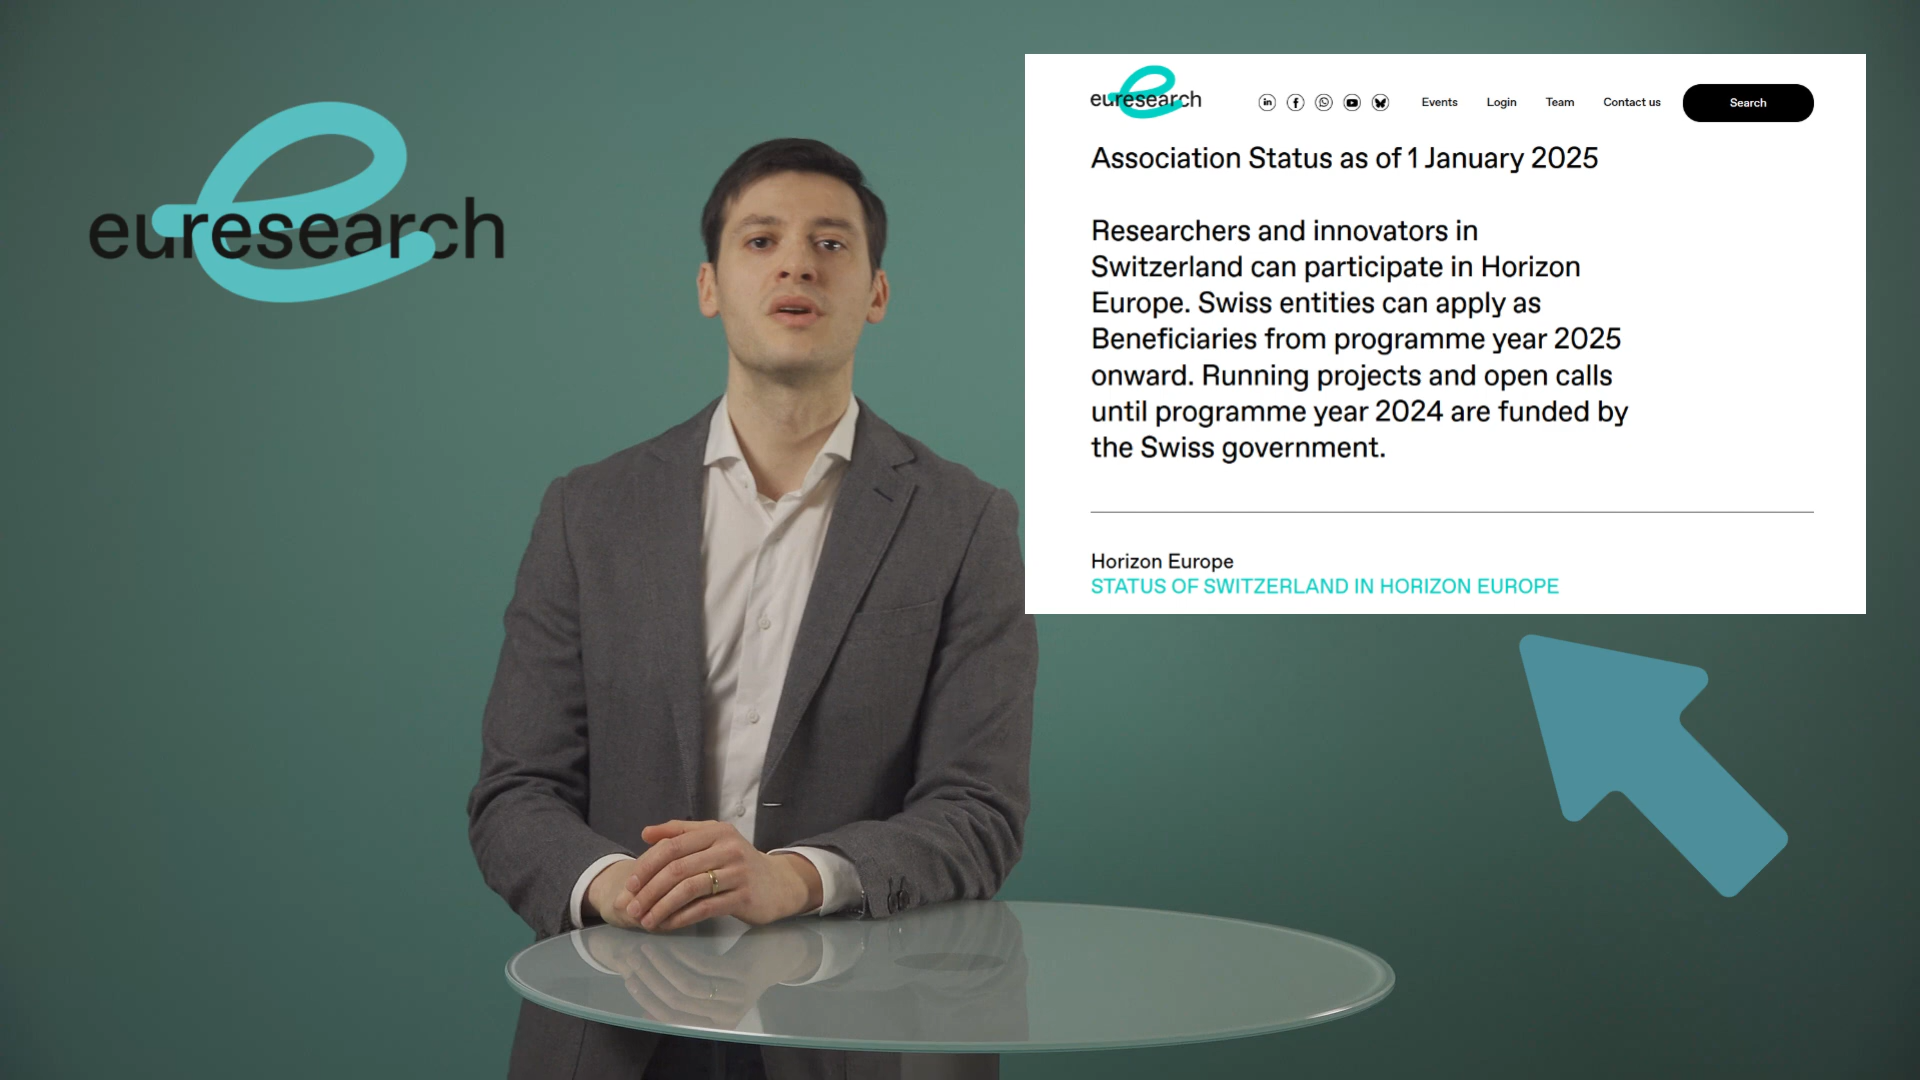 euresearch
euresearch
in
f
Events
Login
Team
Contact us
Search
Association Status as of 1 January 2025
Researchers and innovators in
Switzerland can participate in Horizon
Europe. Swiss entities can apply as
Beneficiaries from programme year 2025
onward. Running projects and open calls
until programme year 2024 are funded by
the Swiss government.
Horizon Europe
STATUS OF SWITZERLAND IN HORIZON EUROPE